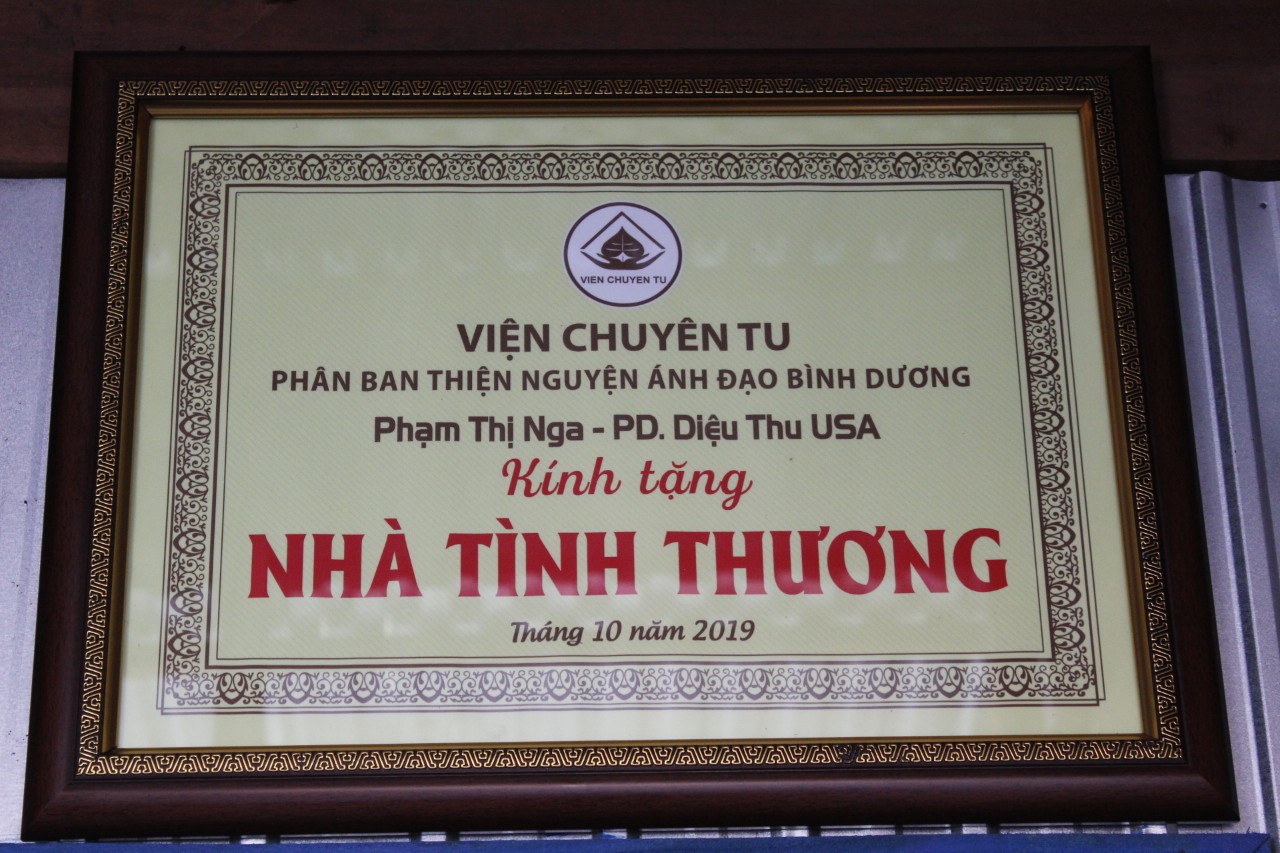 VIEN CHUYEN TU
VIỆN CHUYÊN TU
PHÂN BAN THIỆN NGUYỆN ÁNH ĐẠO BÌNH DƯƠNG
Phạm Thị Nga - PD. Diệu Thu USA
Kính tặng
NHÀ TÌNH THƯƠNG
Tháng 10 năm 2019